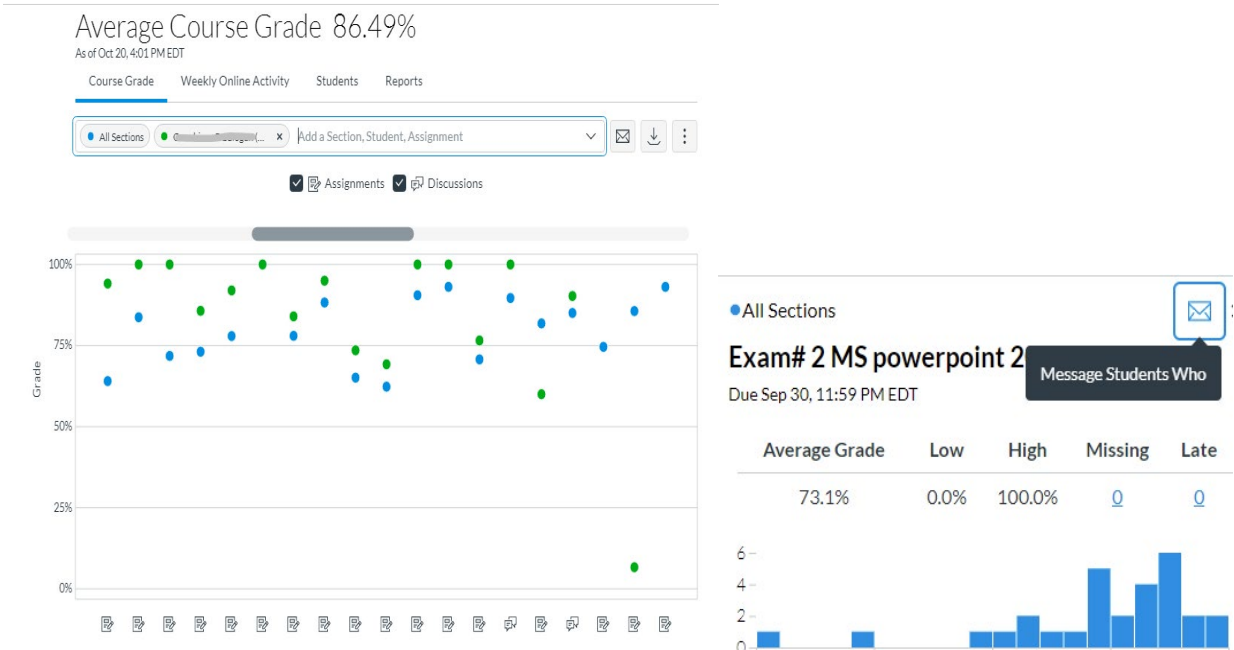 Average Course Grade 86.49%
As of Oct 20, 4:01 PM EDT
Course Grade Weekly Online Activity Students Reports
All Sections (... x Add a Section, Student, Assignment
Assignments Discussions
100%
75%
50%
25%
0%
Grade
All Sections
Exam# 2 MS powerpoint 2
Message Students Who
Due Sep 30, 11:59 PM EDT
Average Grade Low High Missing Late
73.1% 0.0% 100.0% 0 0
6
4
2
0